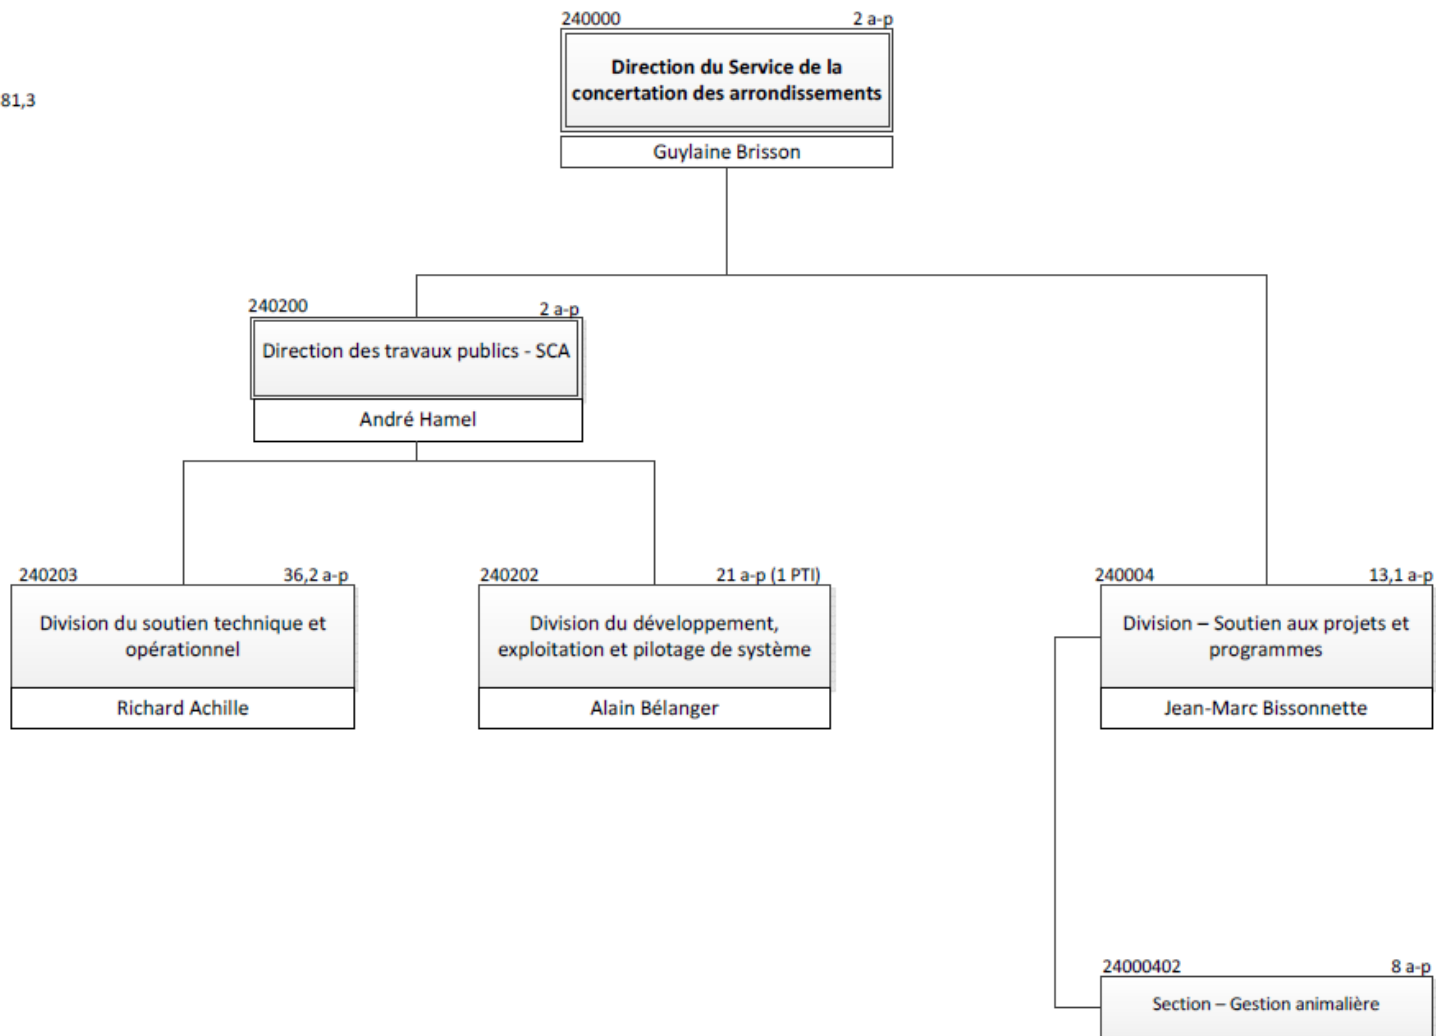 240000 2 a-p
Direction du Service de la
concertation des arrondissements
Guylaine Brisson
81,3
240200 2 a-p
Direction des travaux publics - SCA
André Hamel
240203 36,2 a-p
Division du soutien technique et
opérationnel
Richard Achille
240202 21 a-p (1 PTI)
Division du développement,
exploitation et pilotage de système
Alain Bélanger
240004 13,1 a-p
Division – Soutien aux projets et
programmes
Jean-Marc Bissonnette
24000402 8 a-p
Section – Gestion animalière